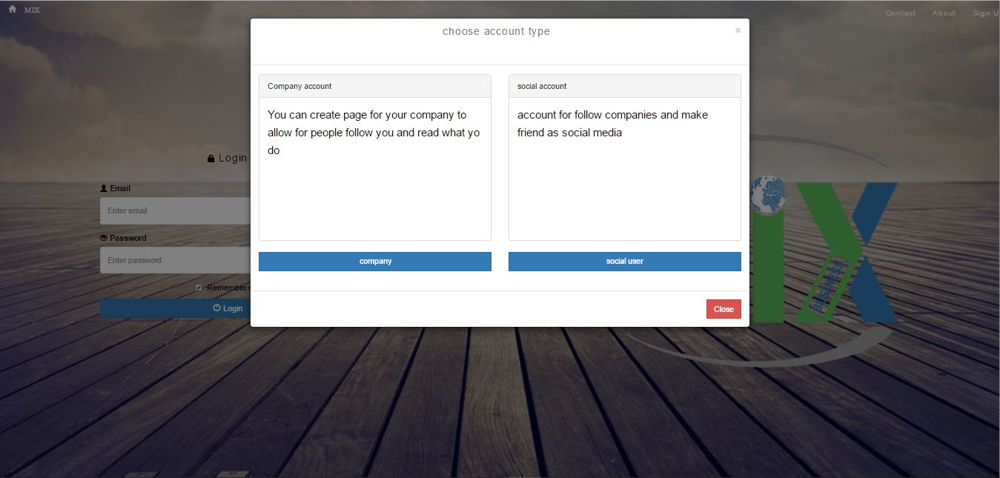 MIX
Contact About Sign U
choose account type
×
Company account
You can create page for your company to
allow for people follow you and read what yo
do
company
social account
account for follow companies and make
friend as social media
social user
Close
Login
Email
Enter email
Password
Enter password
Remember
Login
iX
BISINESS